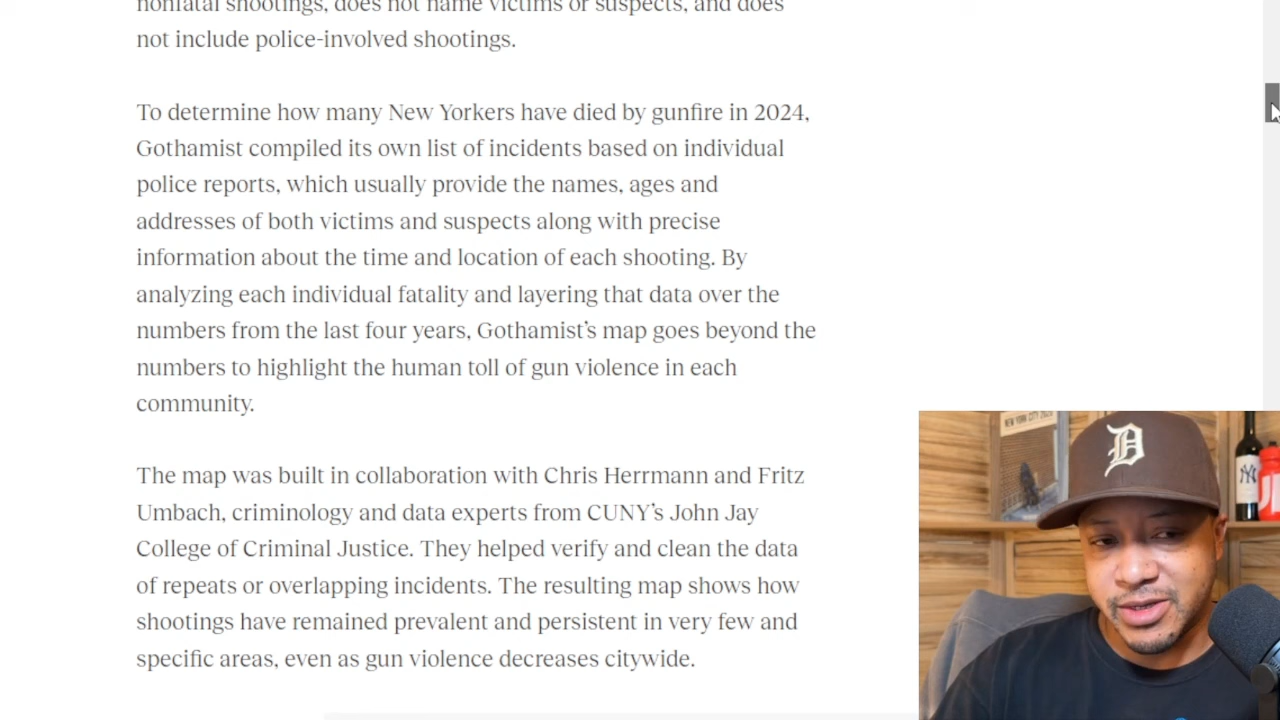 nonfatal shootings, does not name victims or suspects, and does
not include police-involved shootings.
To determine how many New Yorkers have died by gunfire in 2024,
Gothamist compiled its own list of incidents based on individual
police reports, which usually provide the names, ages and
addresses of both victims and suspects along with precise
information about the time and location of each shooting. By
analyzing each individual fatality and layering that data over the
numbers from the last four years, Gothamist’s map goes beyond the
numbers to highlight the human toll of gun violence in each
community.
The map was built in collaboration with Chris Herrmann and Fritz
Umbach, criminology and data experts from CUNY’s John Jay
College of Criminal Justice. They helped verify and clean the data
of repeats or overlapping incidents. The resulting map shows how
shootings have remained prevalent and persistent in very few and
specific areas, even as gun violence decreases citywide.
NEW YORK CITY
D
NY